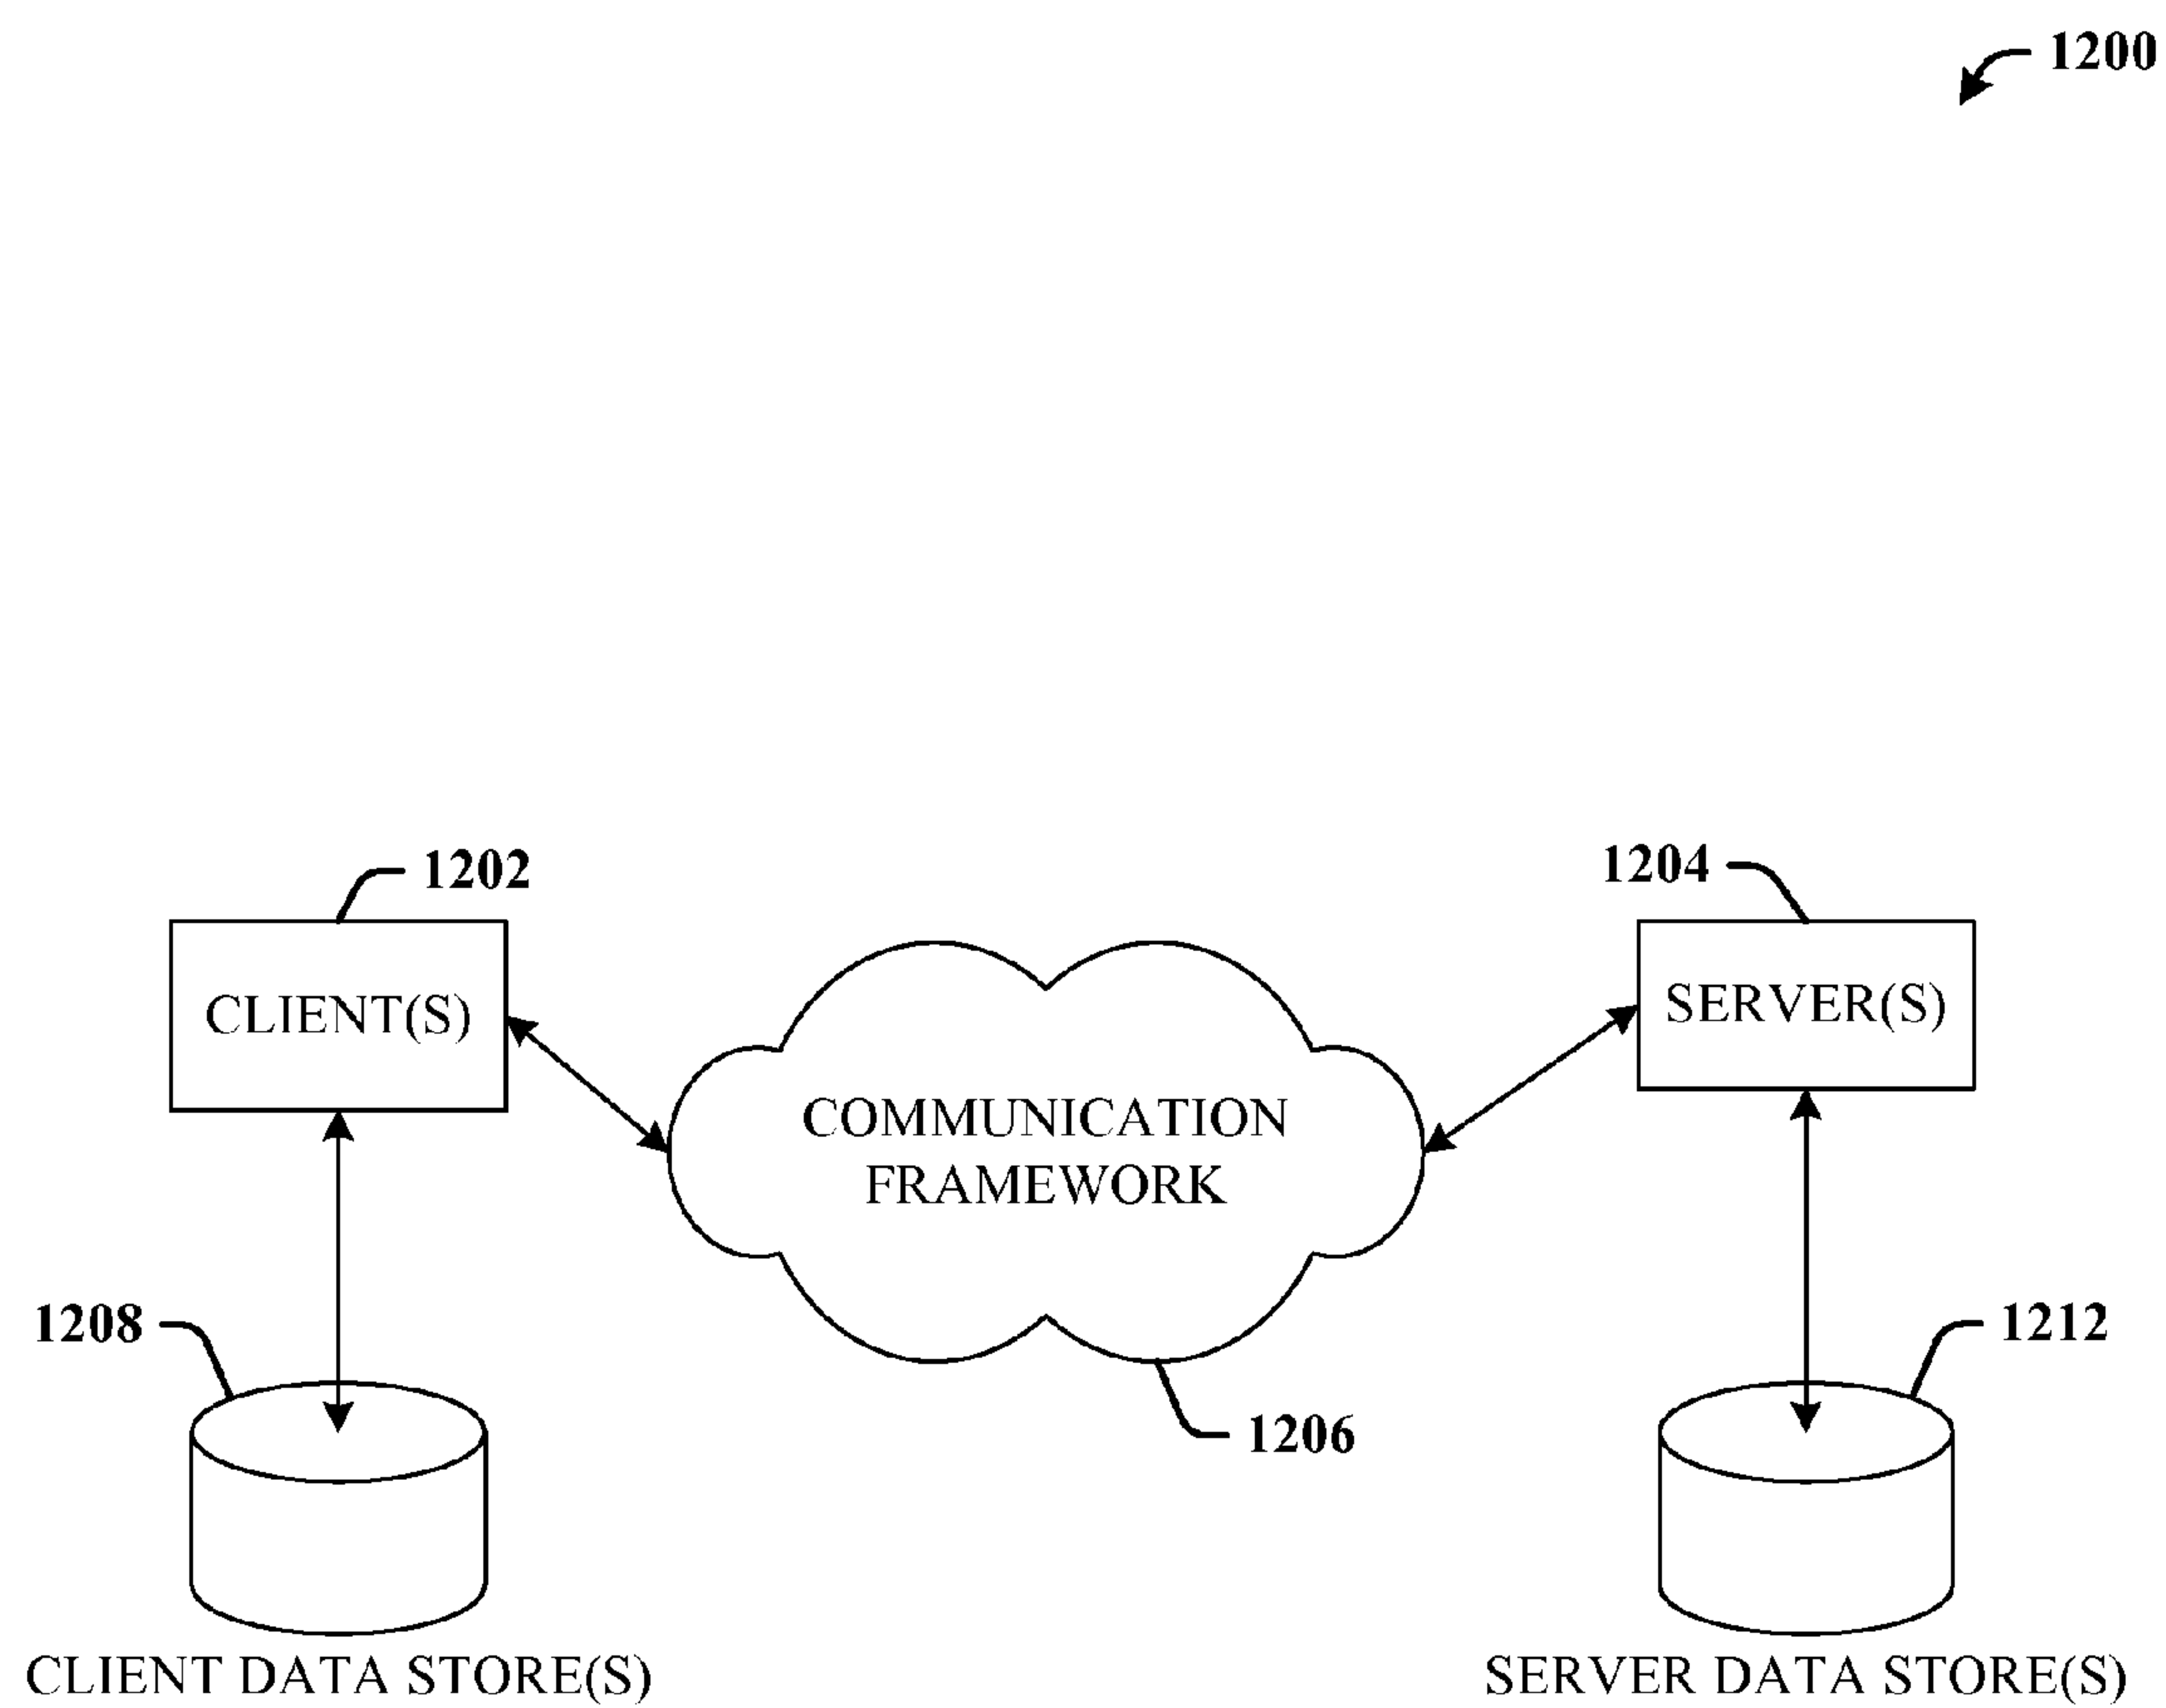 1200
1202
1204
CLIENT(S)
SERVER(S)
COMMUNICATION
FRAMEWORK
1208
1212
1206
CLIENT DATA STORE(S)
SERVER DATA STORE(S)